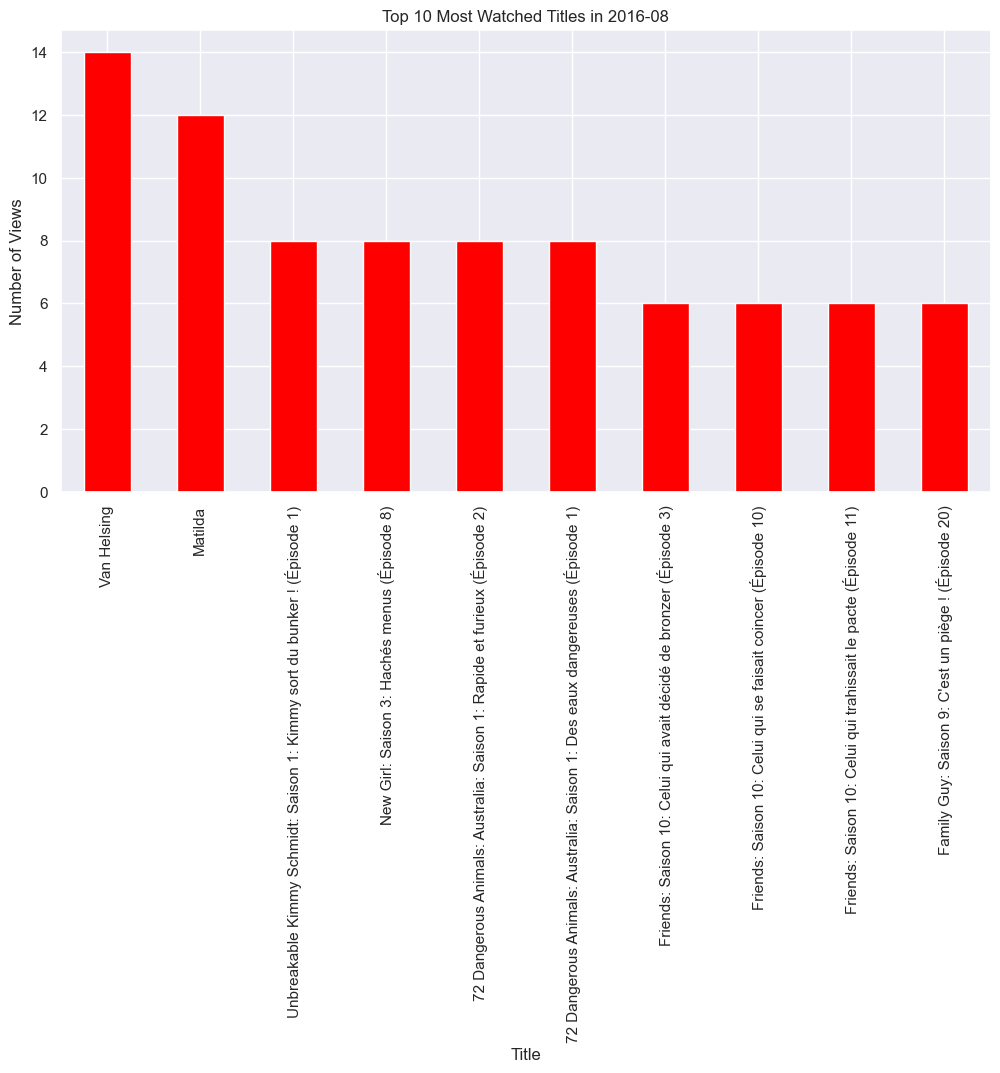 Top 10 Most Watched Titles in 2016-08
Number of Views
14
12
10
8
6
4
2
0
Van Helsing
Matilda
Unbreakable Kimmy Schmidt: Saison 1: Kimmy sort du bunker ! (Épisode 1)
New Girl: Saison 3: Hachés menus (Épisode 8)
72 Dangerous Animals: Australia: Saison 1: Rapide et furieux (Épisode 2)
72 Dangerous Animals: Australia: Saison 1: Des eaux dangereuses (Épisode 1)
Friends: Saison 10: Celui qui avait décidé de bronzer (Épisode 3)
Friends: Saison 10: Celui qui se faisait coincer (Épisode 10)
Friends: Saison 10: Celui qui trahissait le pacte (Épisode 11)
Family Guy: Saison 9: C'est un piège ! (Épisode 20)
Title